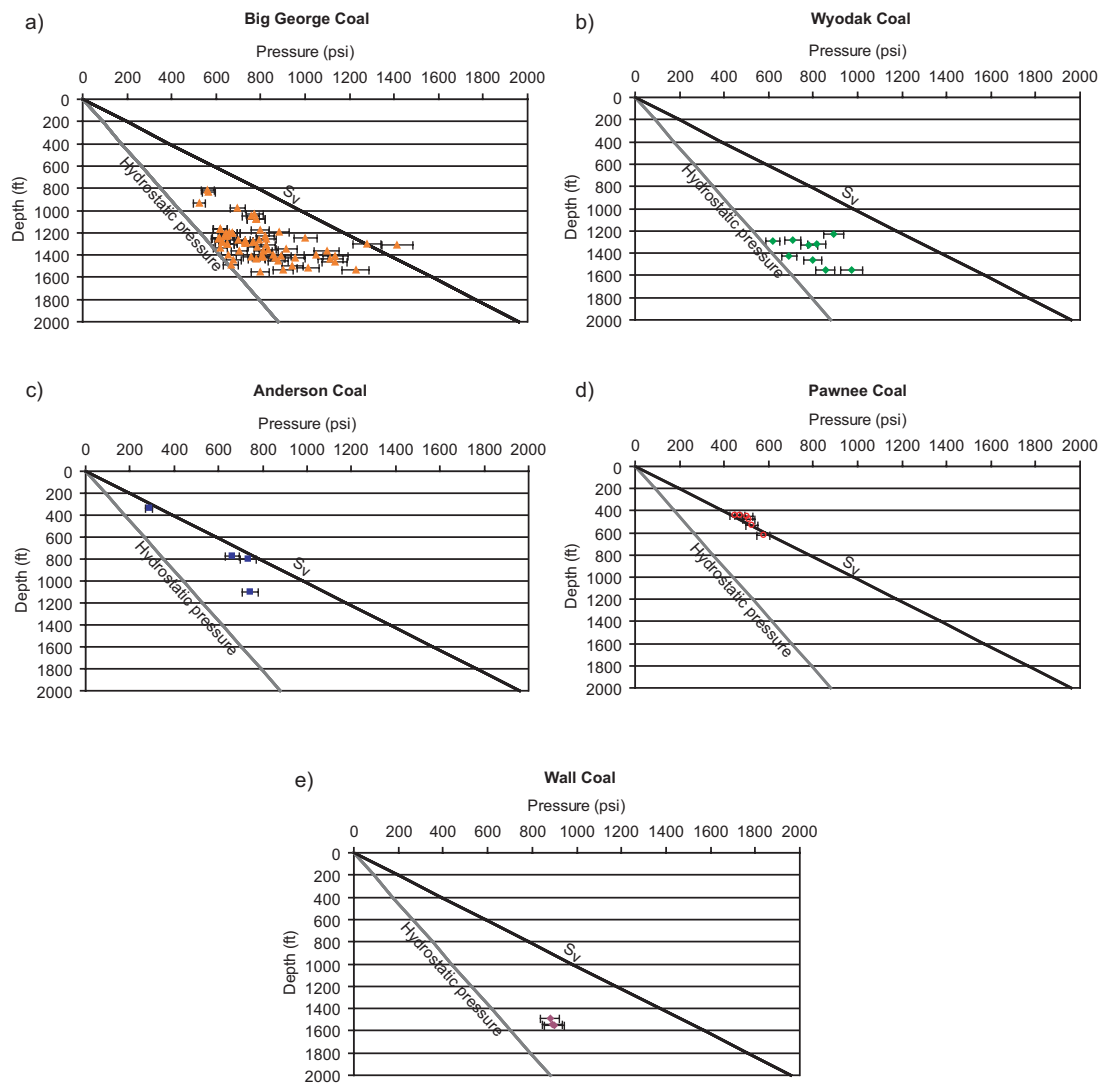 a)
Big George Coal
Pressure (psi)
0 200 400 600 800 1000 1200 1400 1600 1800 2000
Depth (ft)
0
200
400
600
800
1000
1200
1400
1600
1800
2000
Hydrostatic pressure
Sv
b)
Wyodak Coal
Pressure (psi)
0 200 400 600 800 1000 1200 1400 1600 1800 2000
Depth (ft)
0
200
400
600
800
1000
1200
1400
1600
1800
2000
Hydrostatic pressure
Sv
c)
Anderson Coal
Pressure (psi)
0 200 400 600 800 1000 1200 1400 1600 1800 2000
Depth (ft)
0
200
400
600
800
1000
1200
1400
1600
1800
2000
Hydrostatic pressure
Sv
d)
Pawnee Coal
Pressure (psi)
0 200 400 600 800 1000 1200 1400 1600 1800 2000
Depth (ft)
0
200
400
600
800
1000
1200
1400
1600
1800
2000
Hydrostatic pressure
Sv
e)
Wall Coal
Pressure (psi)
0 200 400 600 800 1000 1200 1400 1600 1800 2000
Depth (ft)
0
200
400
600
800
1000
1200
1400
1600
1800
2000
Hydrostatic pressure
Sv